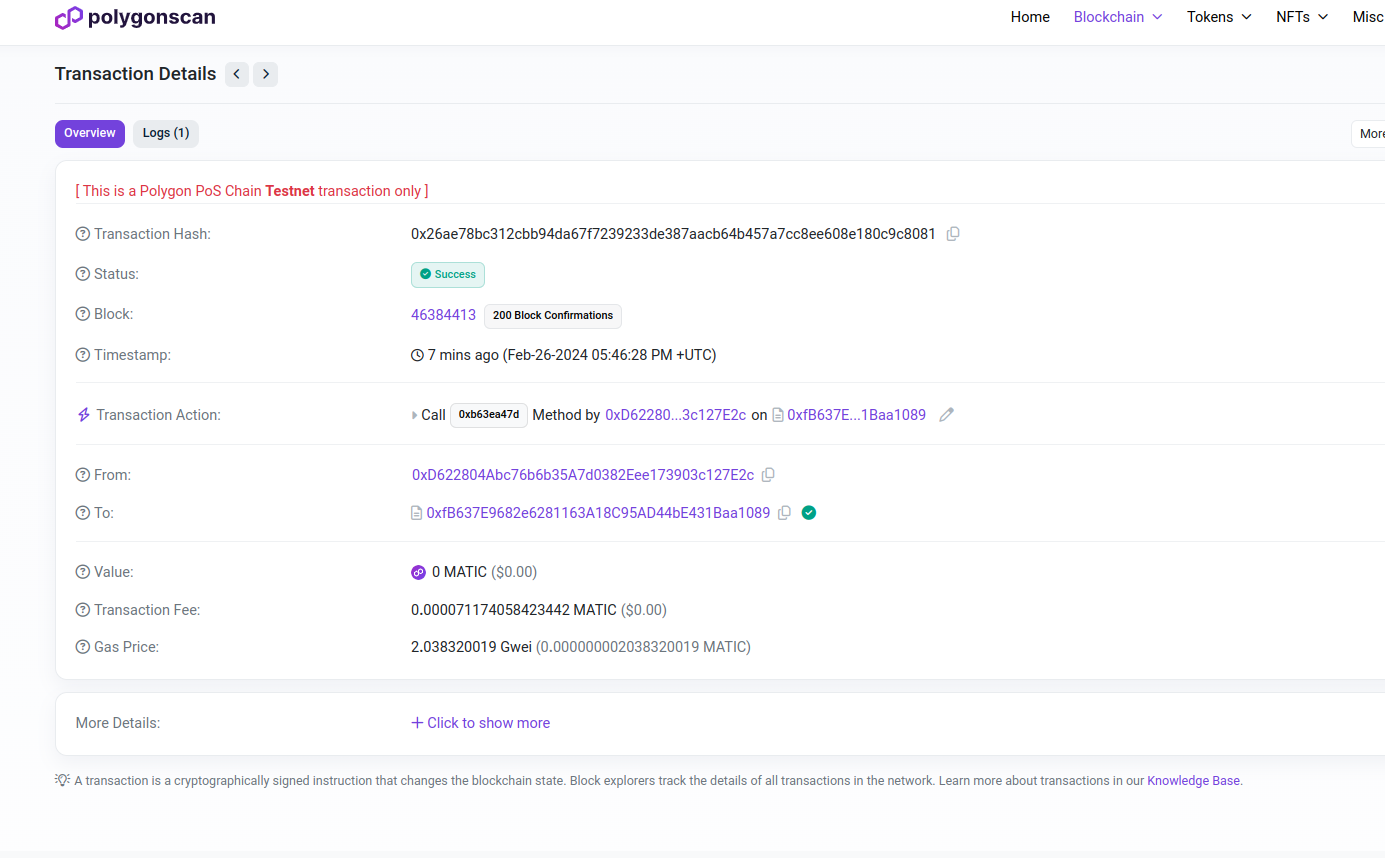 polygonscan
Home Blockchain Tokens NFTs Misc
Transaction Details
Overview Logs (1)
More
[ This is a Polygon PoS Chain Testnet transaction only ]
Transaction Hash: 0x26ae78bc312cbb94da67f7239233de387aacb64b457a7cc8ee608e180c9c8081
Status: Success
Block: 46384413 200 Block Confirmations
Timestamp: 7 mins ago (Feb-26-2024 05:46:28 PM +UTC)
Transaction Action: Call 0xb63ea47d Method by 0xD62280...3c127E2c on 0xfB637E...1Baa1089
From: 0xD622804Abc76b6b35A7d0382Eee173903c127E2c
To: 0xfB637E9682e6281163A18C95AD44bE431Baa1089
Value: 0 MATIC ($0.00)
Transaction Fee: 0.000071174058423442 MATIC ($0.00)
Gas Price: 2.038320019 Gwei (0.000000002038320019 MATIC)
More Details: Click to show more
A transaction is a cryptographically signed instruction that changes the blockchain state. Block explorers track the details of all transactions in the network. Learn more about transactions in our Knowledge Base.